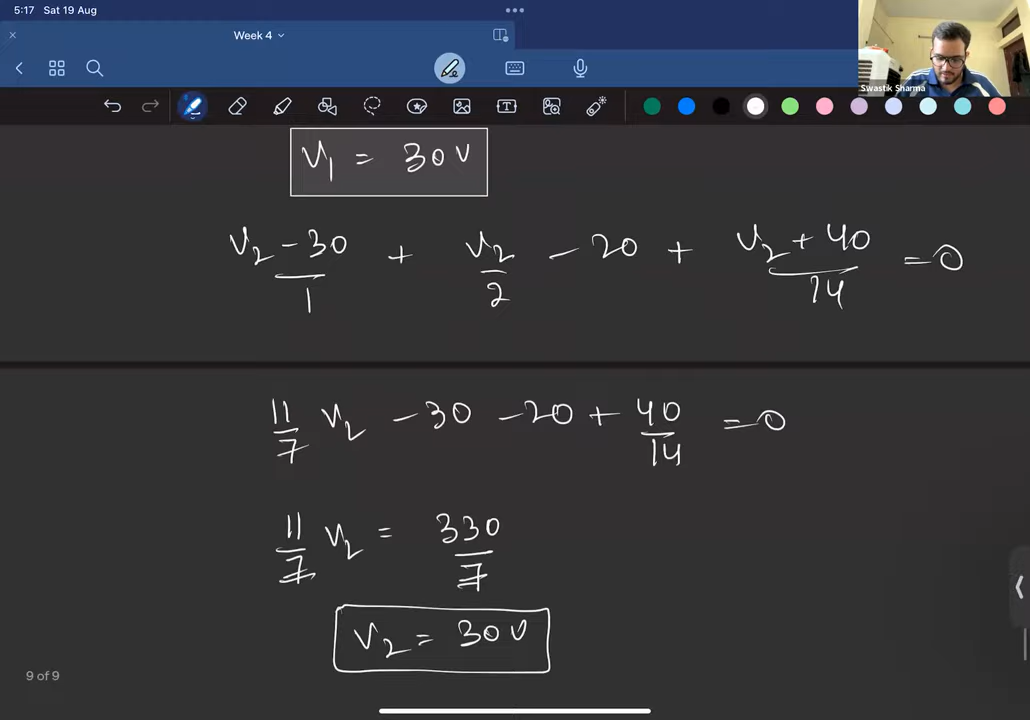 5:17 Sat 19 Aug
Week 4
Swastik Sharma
V₁ = 30 V
(V₂ - 30)/1 + V₂/2 - 20 + (V₂ + 40)/14 = 0
11/7 V₂ - 30 - 20 + 40/14 = 0
11/7 V₂ = 330/7
V₂ = 30 V
9 of 9